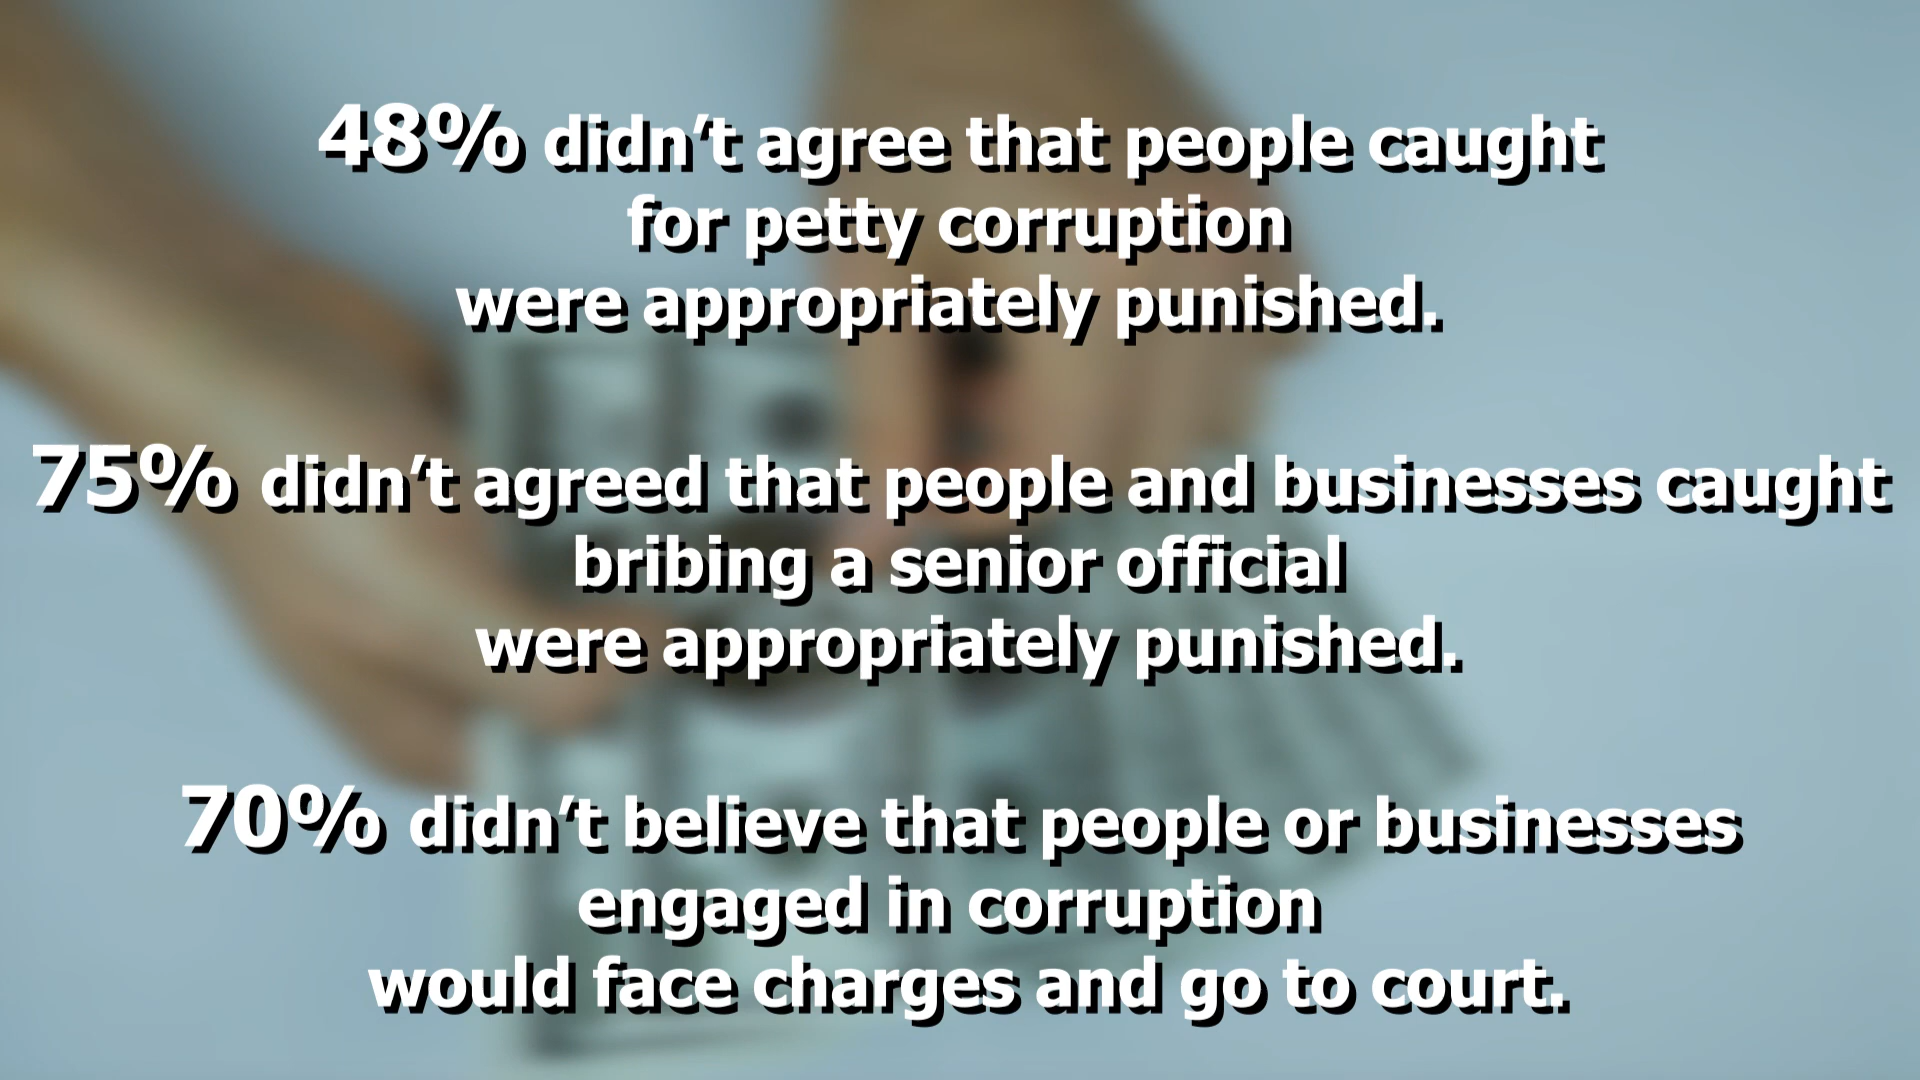 48% didn’t agree that people caught
for petty corruption
were appropriately punished.
75% didn’t agreed that people and businesses caught
bribing a senior official
were appropriately punished.
70% didn’t believe that people or businesses
engaged in corruption
would face charges and go to court.